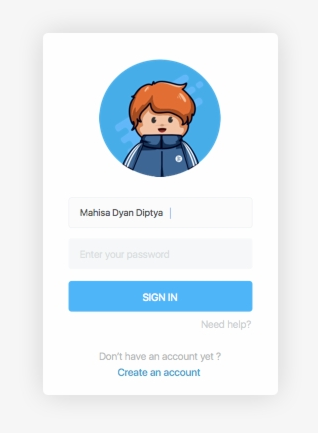 Mahisa Dyan Diptya
Enter your password
SIGN IN
Need help?
Don't have an account yet ?
Create an account